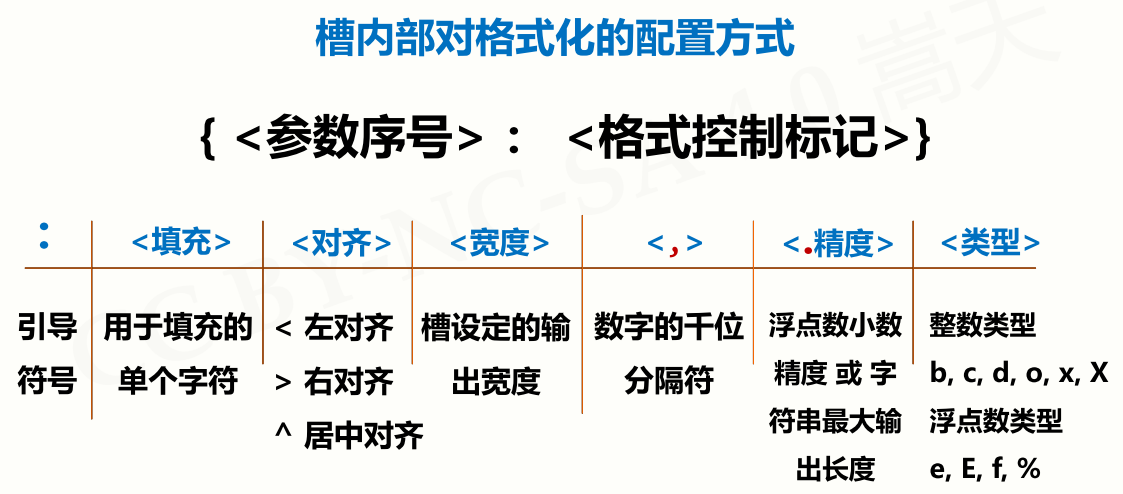 槽内部对格式化的配置方式
{ <参数序号> : <格式控制标记>}
: <填充> <对齐> <宽度> <,> <.精度> <类型>
引导 用于填充的 < 左对齐 槽设定的输 数字的千位 浮点数小数 整数类型
符号 单个字符 > 右对齐 出宽度 分隔符 精度 或 字 b, c, d, o, x, X
^ 居中对齐 符串最大输 浮点数类型
出长度 e, E, f, %
CC BY-NC-SA 4.0 嵩天